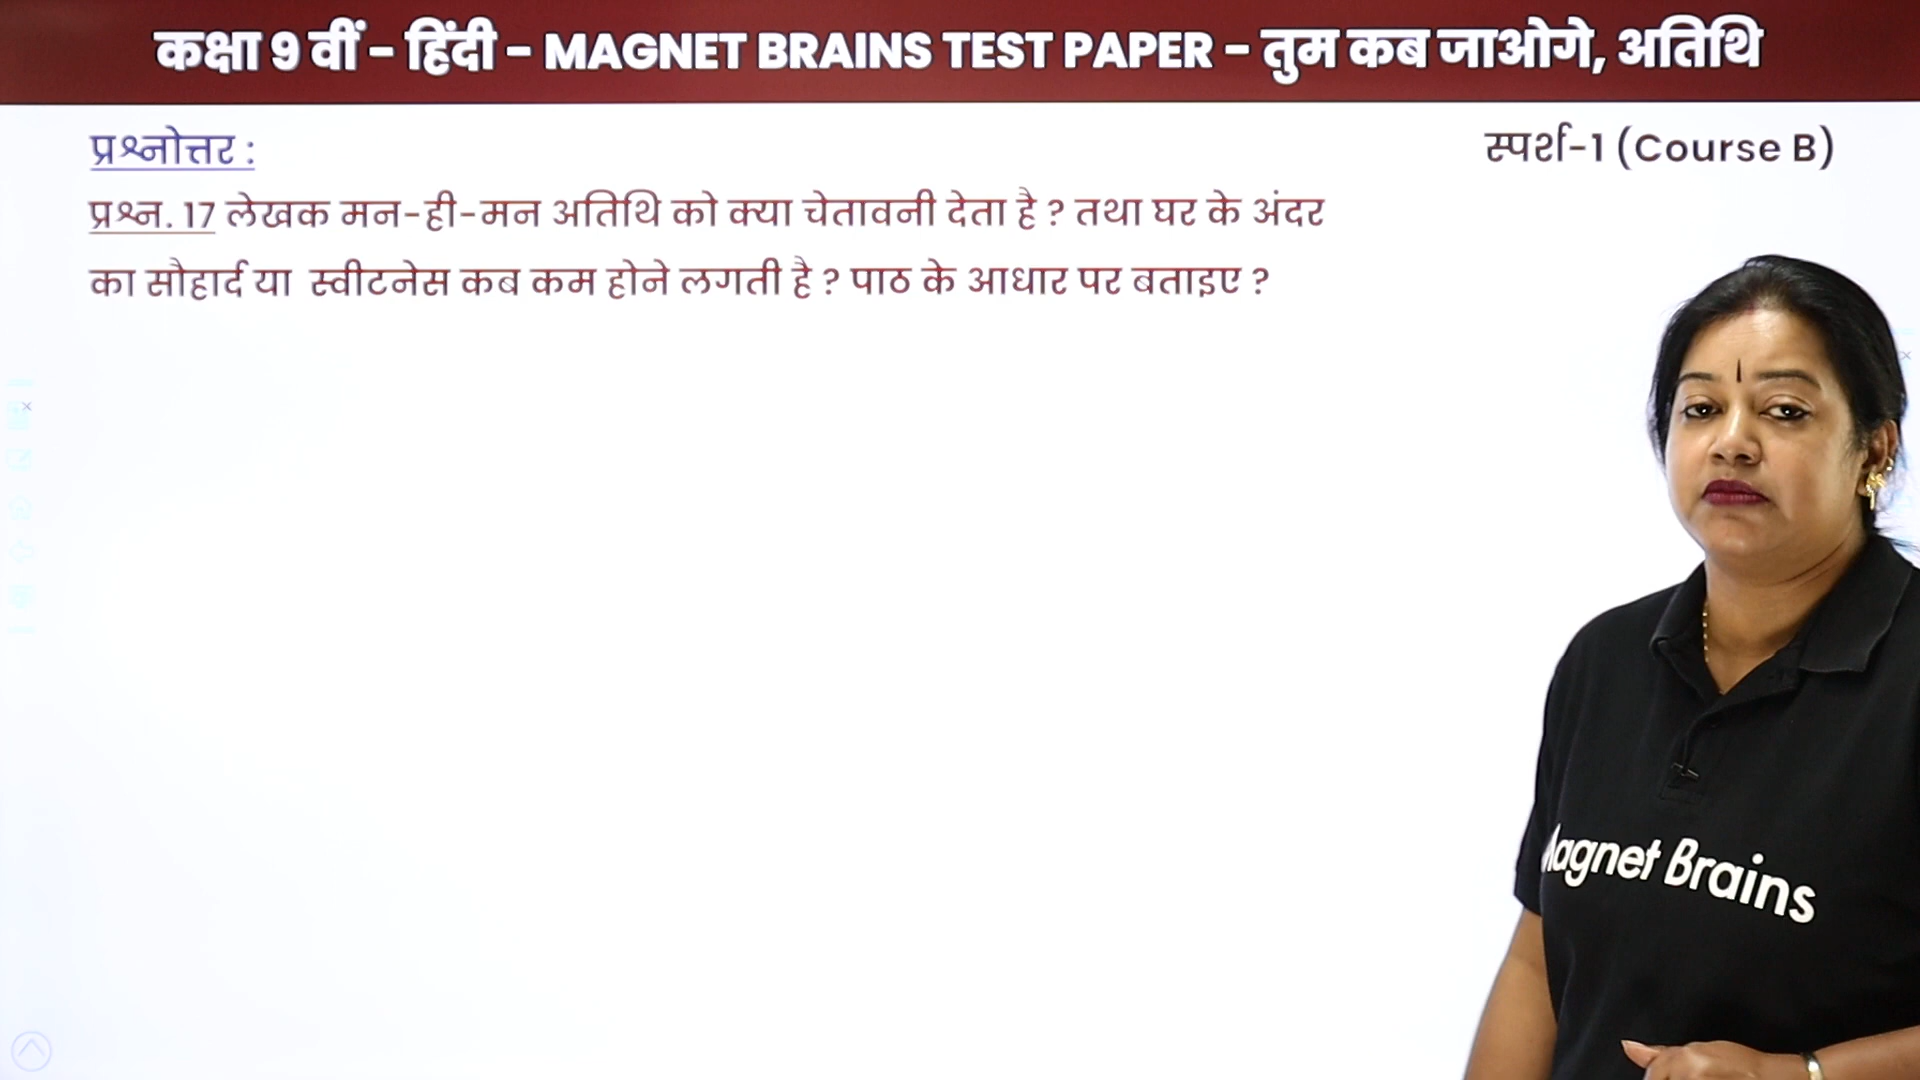 कक्षा 9 वीं - हिंदी - MAGNET BRAINS TEST PAPER - तुम कब जाओगे, अतिथि
प्रश्नोत्तर :
स्पर्श-1 (Course B)
प्रश्न. 17 लेखक मन-ही-मन अतिथि को क्या चेतावनी देता है ? तथा घर के अंदर
का सौहार्द या स्वीटनेस कब कम होने लगती है ? पाठ के आधार पर बताइए ?
Magnet Brains